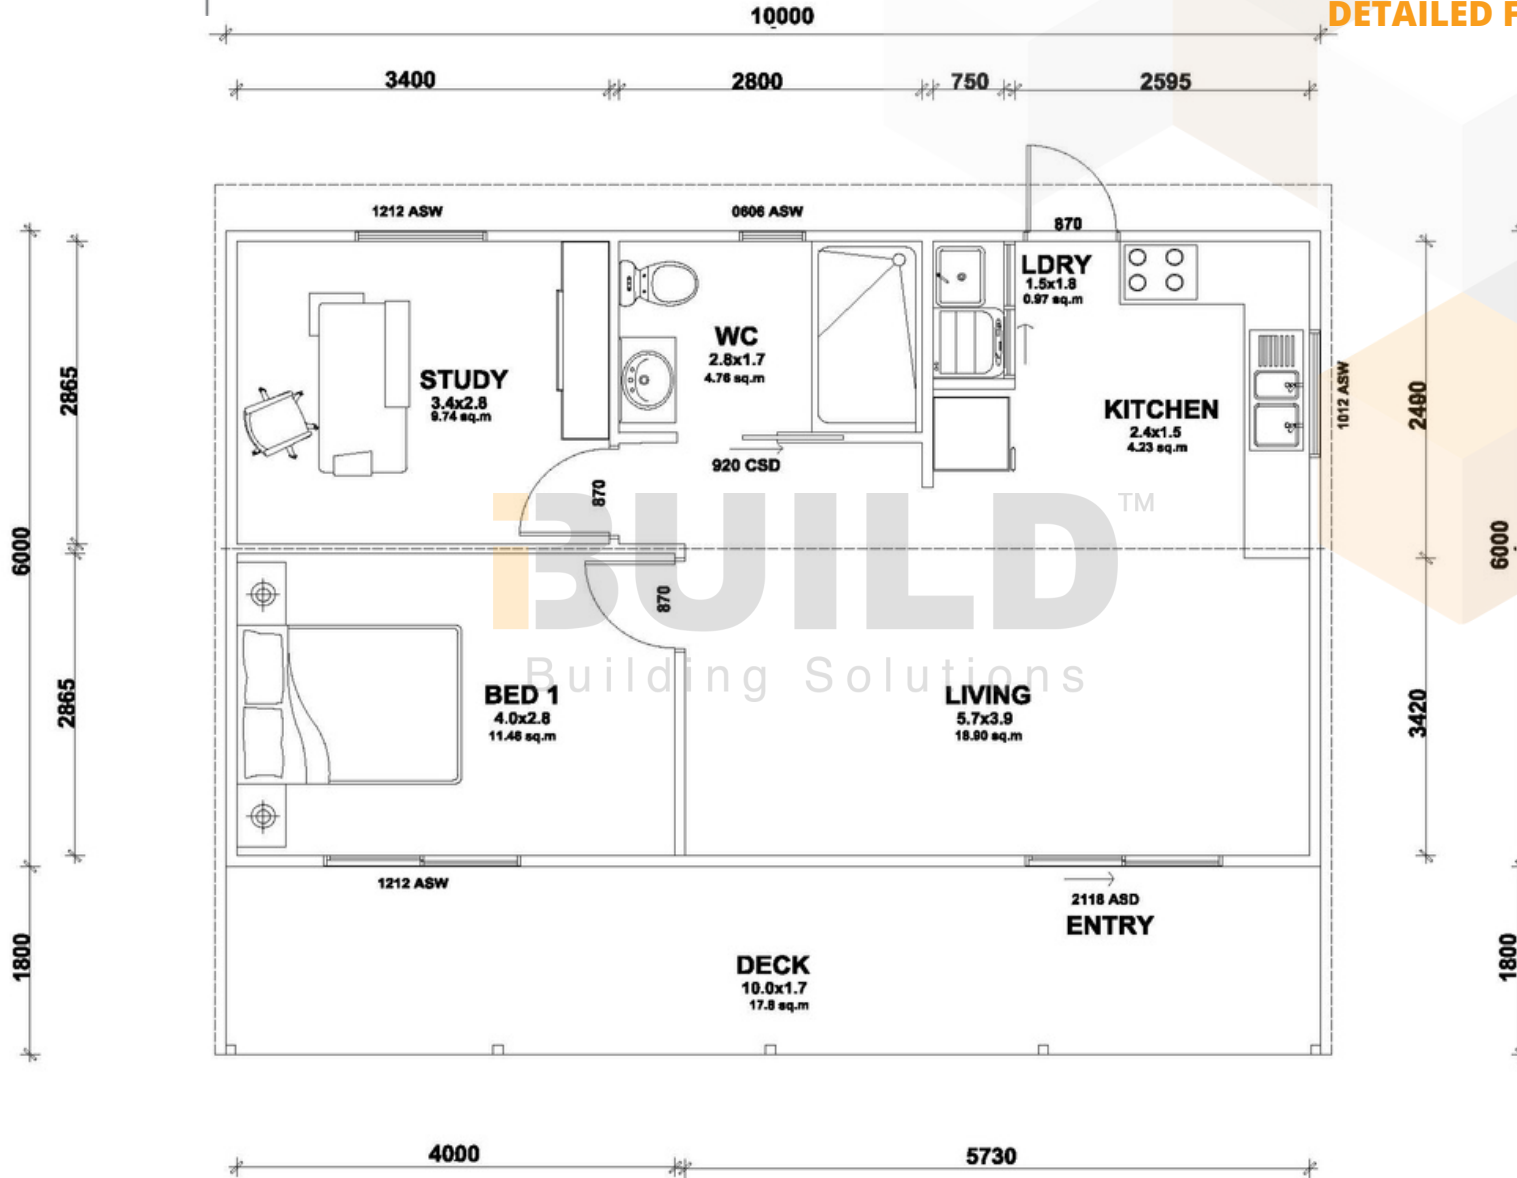 10000
DETAILED F
3400
2800
750
2595
1212 ASW
0606 ASW
870
LDRY
1.5x1.8
0.97 sq.m
WC
2.8x1.7
4.76 sq.m
STUDY
3.4x2.8
9.74 sq.m
KITCHEN
2.4x1.5
4.23 sq.m
1012 ASW
2865
2490
920 CSD
870
iBUILD™
Building Solutions
6000
6000
870
BED 1
4.0x2.8
11.46 sq.m
LIVING
5.7x3.9
18.90 sq.m
2865
3420
1212 ASW
2118 ASD
ENTRY
DECK
10.0x1.7
17.8 sq.m
1800
1800
4000
5730